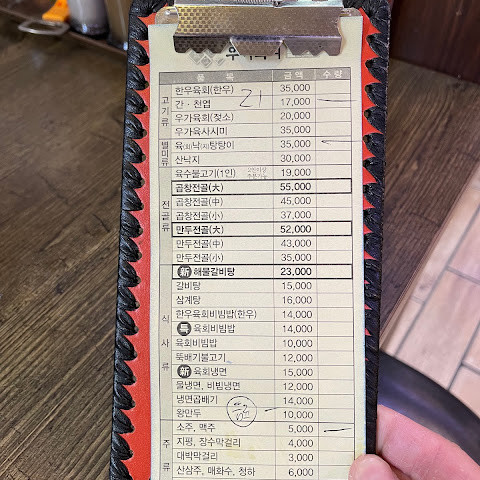 품 목 금 액 수 량
고기류
한우육회(한우) 35,000
간 · 천엽 21 17,000
우가육회(젖소) 20,000
우가육사시미 35,000
별미류
육(회)낙(지)탕탕이 35,000
산낙지 30,000
전골류
육수불고기(1인) 19,000
곱창전골(大) 55,000
곱창전골(中) 45,000
곱창전골(小) 37,000
만두전골(大) 52,000
만두전골(中) 43,000
만두전골(小) 35,000
식사류
新 해물갈비탕 23,000
갈비탕 15,000
삼계탕 16,000
한우육회비빔밥(한우) 14,000
특 육회비빔밥 14,000
육회비빔밥 10,000
뚝배기불고기 12,000
新 육회냉면 15,000
물냉면, 비빔냉면 12,000
냉면곱배기 14,000
왕만두 10,000
주류
소주, 맥주 5,000
지평, 장수막걸리 4,000
대박막걸리 3,000
산삼주, 매화수, 청하 6,000